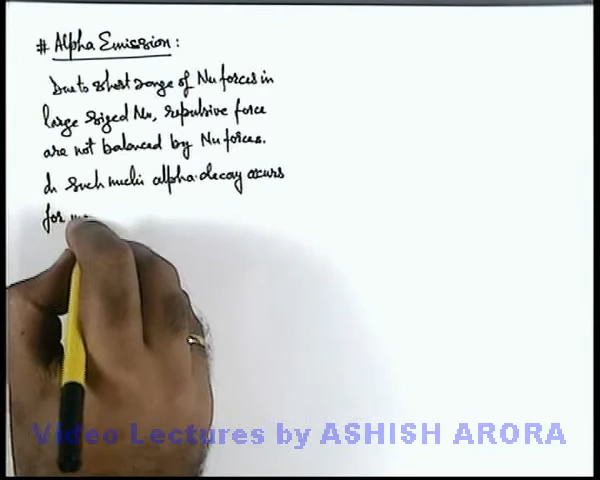 # Alpha Emission :
Due to short range of Nu forces in
large sized Nu, repulsive force
are not balanced by Nu forces.
In such nuclii alpha-decay occurs
for
Video Lectures by ASHISH ARORA